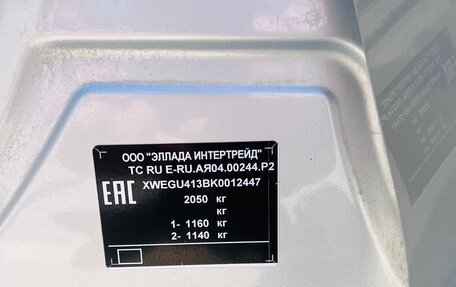 ООО "ЭЛЛАДА ИНТЕРТРЕЙД"
ТС RU E-RU.АЯ04.00244.P2
EAC
XWEGU413BK0012447
2050 кг
кг
1- 1160 кг
2- 1140 кг